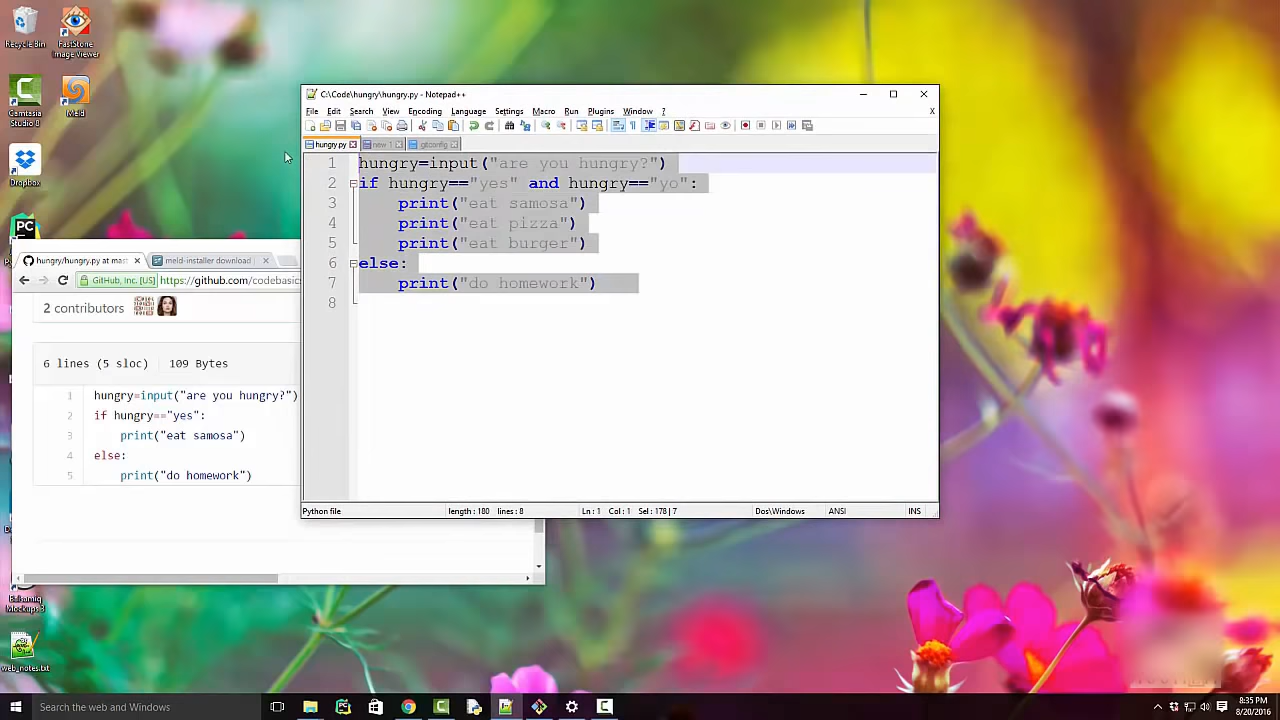 Recycle Bin
FastStone Image Viewer
Camtasia Studio 8
Meld
Dropbox
PC
web_notes.txt
C:\Code\hungry\hungry.py - Notepad++
File Edit Search View Encoding Language Settings Macro Run Plugins Window ? X
hungry.py new 1 gitconfig
1 hungry=input("are you hungry?")
2 if hungry=="yes" and hungry=="yo":
3 print("eat samosa")
4 print("eat pizza")
5 print("eat burger")
6 else:
7 print("do homework")
8
Python file length : 180 lines : 8 Ln : 1 Col : 1 Sel : 178 | 7 Dos\Windows ANSI INS
hungry/hungry.py at mas meld-installer download |
GitHub, Inc. [US] https://github.com/codebasic
2 contributors
6 lines (5 sloc) 109 Bytes
1 hungry=input("are you hungry?")
2 if hungry=="yes":
3 print("eat samosa")
4 else:
5 print("do homework")
Search the web and Windows
8:35 PM
8/20/2016